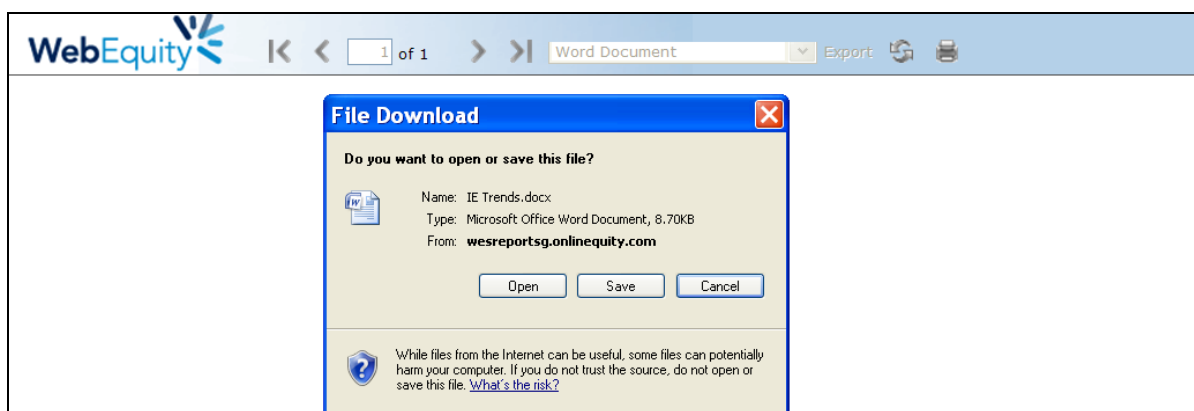 WebEquity
1 of 1
Word Document
Export
File Download
Do you want to open or save this file?
Name: IE Trends.docx
Type: Microsoft Office Word Document, 8.70KB
From: wesreportsg.onlinequity.com
Open Save Cancel
While files from the Internet can be useful, some files can potentially
harm your computer. If you do not trust the source, do not open or
save this file. What's the risk?